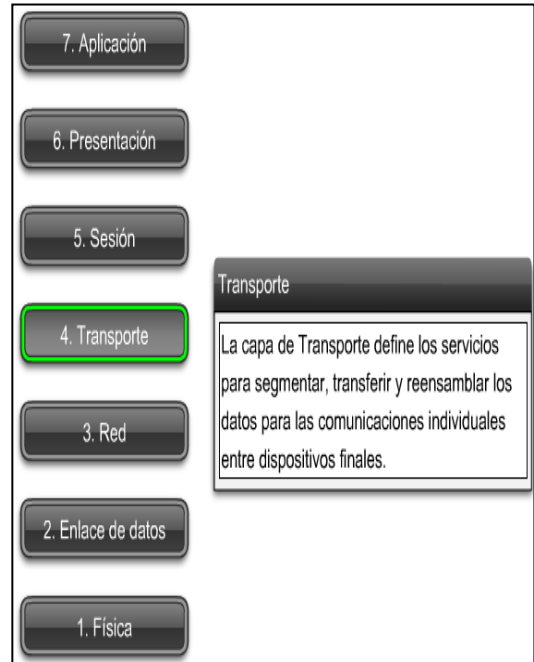 7. Aplicación
6. Presentación
5. Sesión
4. Transporte
3. Red
2. Enlace de datos
1. Física
Transporte
La capa de Transporte define los servicios
para segmentar, transferir y reensamblar los
datos para las comunicaciones individuales
entre dispositivos finales.